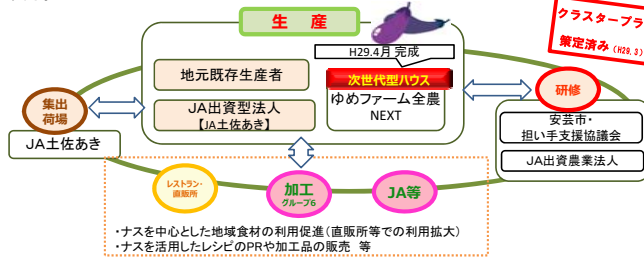 生 産
クラスタープラ
策定済み(H29.3)
H29.4月 完成
地元既存生産者
次世代型ハウス
ゆめファーム全農
NEXT
JA出資型法人
【JA土佐あき】
集出
荷場
JA土佐あき
研修
安芸市・
担い手支援協議会
JA出資農業法人
レストラン・
直販所
加工
グループ6
JA等
・ナスを中心とした地域食材の利用促進(直販所等での利用拡大)
・ナスを活用したレシピのPRや加工品の販売 等